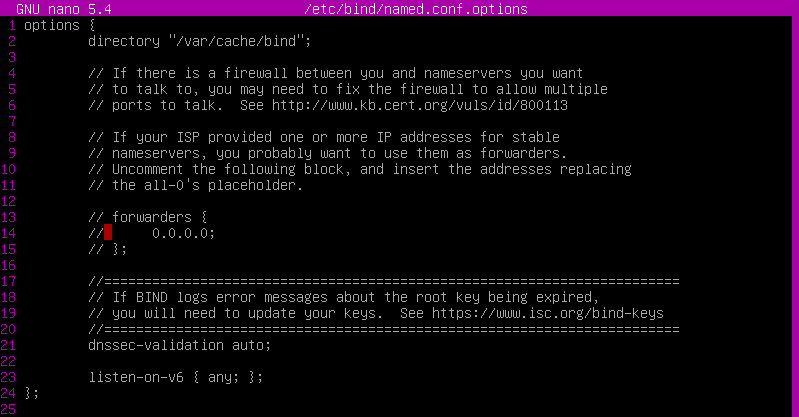 GNU nano 5.4 /etc/bind/named.conf.options
1 options {
2 directory "/var/cache/bind";
3
4 // If there is a firewall between you and nameservers you want
5 // to talk to, you may need to fix the firewall to allow multiple
6 // ports to talk.  See http://www.kb.cert.org/vuls/id/800113
7
8 // If your ISP provided one or more IP addresses for stable
9 // nameservers, you probably want to use them as forwarders.
10 // Uncomment the following block, and insert the addresses replacing
11 // the all-0's placeholder.
12
13 // forwarders {
14 //      0.0.0.0;
15 // };
16
17 //========================================================================
18 // If BIND logs error messages about the root key being expired,
19 // you will need to update your keys.  See https://www.isc.org/bind-keys
20 //========================================================================
21 dnssec-validation auto;
22
23 listen-on-v6 { any; };
24 };
25